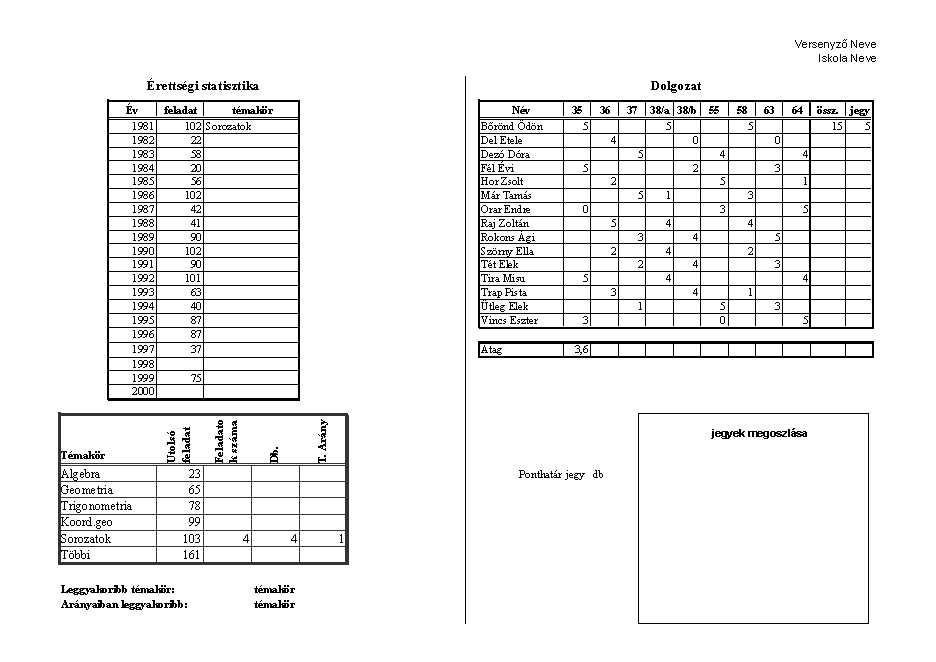 Versenyző Neve
Iskola Neve
Érettségi statisztika
Év feladat témakör
1981 102 Sorozatok
1982 22
1983 58
1984 20
1985 56
1986 102
1987 42
1988 41
1989 90
1990 102
1991 90
1992 101
1993 63
1994 40
1995 87
1996 87
1997 37
1998
1999 75
2000
Témakör Utolsó feladat Feladato k száma Db. T. Arány
Algebra 23
Geometria 65
Trigonometria 78
Koord.geo 99
Sorozatok 103 4 4 1
Többi 161
Leggyakoribb témakör: témakör
Arányaiban leggyakoribb: témakör
Dolgozat
Név 35 36 37 38/a 38/b 55 58 63 64 össz. jegy
Bőrönd Ödön 5 5 5 15 5
Del Etele 4 0 0
Dezó Dóra 5 4 4
Fél Évi 5 2 3
Hor Zsolt 2 5 1
Már Tamás 5 1 3
Orar Endre 0 3 5
Raj Zoltán 5 4 4
Rokons Ági 3 4 5
Szörny Ella 2 4 2
Tét Elek 2 4 3
Tira Misu 5 4 4
Trap Pista 3 4 1
Ütleg Elek 1 5 3
Vincs Eszter 3 0 5
Átag 3,6
Ponthatár jegy db
jegyek megoszlása